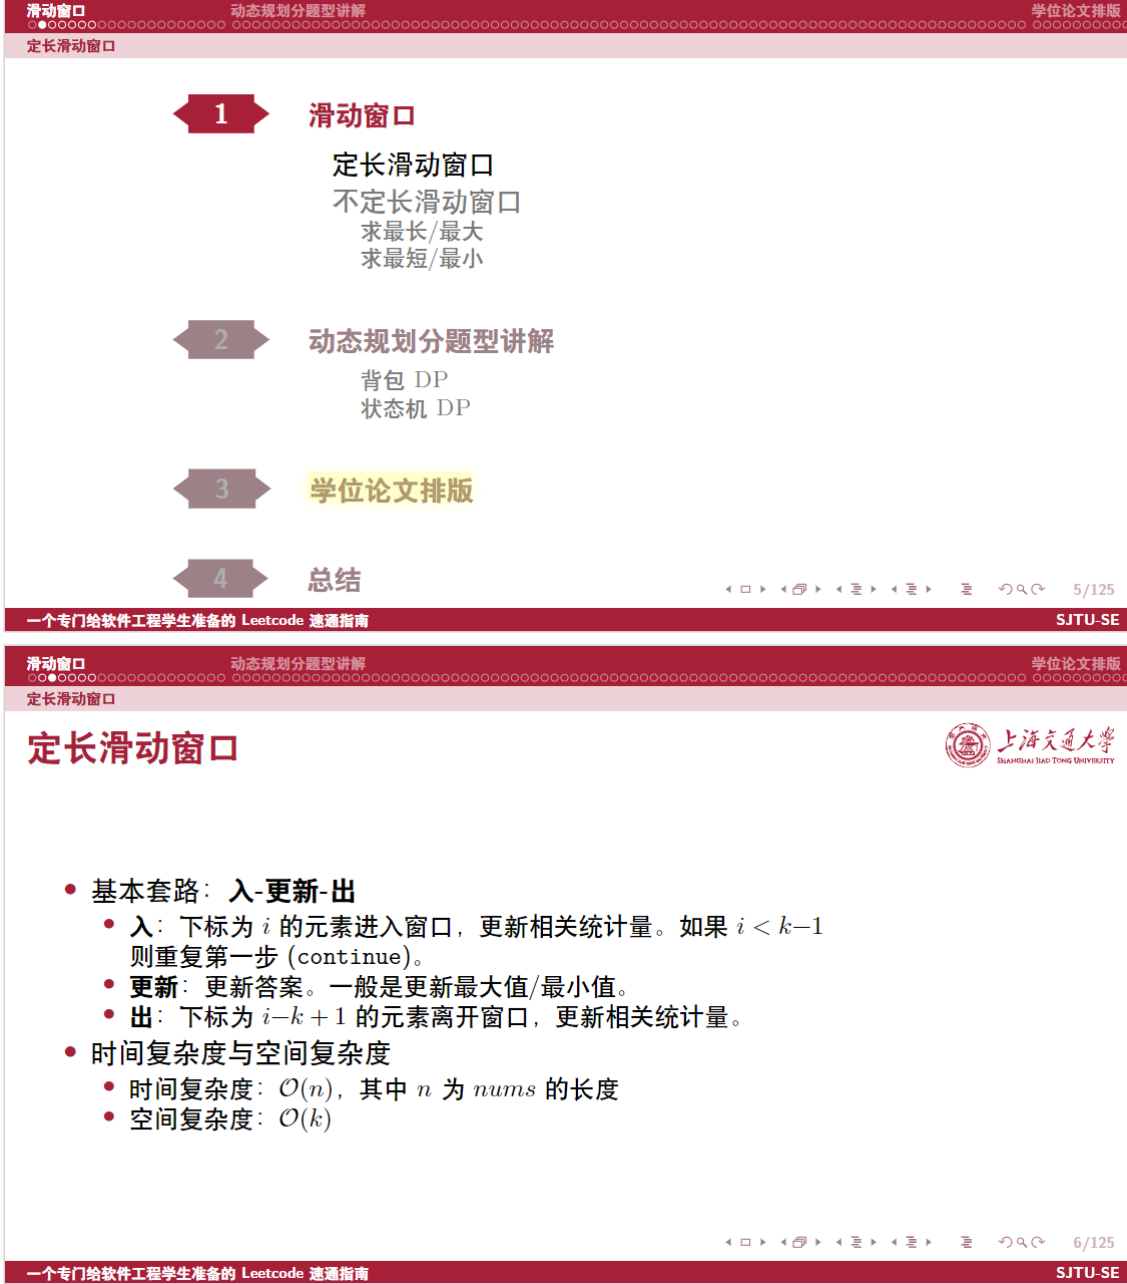 滑动窗口 动态规划分题型讲解 学位论文排版
定长滑动窗口
1 滑动窗口
定长滑动窗口
不定长滑动窗口
求最长/最大
求最短/最小
2 动态规划分题型讲解
背包 DP
状态机 DP
3 学位论文排版
4 总结
5/125
一个专门给软件工程学生准备的 Leetcode 速通指南 SJTU-SE
滑动窗口 动态规划分题型讲解 学位论文排版
定长滑动窗口
定长滑动窗口
上海交通大学
SHANGHAI JIAO TONG UNIVERSITY
• 基本套路：入-更新-出
• 入：下标为 i 的元素进入窗口，更新相关统计量。如果 i < k−1
则重复第一步 (continue)。
• 更新：更新答案。一般是更新最大值/最小值。
• 出：下标为 i−k + 1 的元素离开窗口，更新相关统计量。
• 时间复杂度与空间复杂度
• 时间复杂度：O(n)，其中 n 为 nums 的长度
• 空间复杂度：O(k)
6/125
一个专门给软件工程学生准备的 Leetcode 速通指南 SJTU-SE